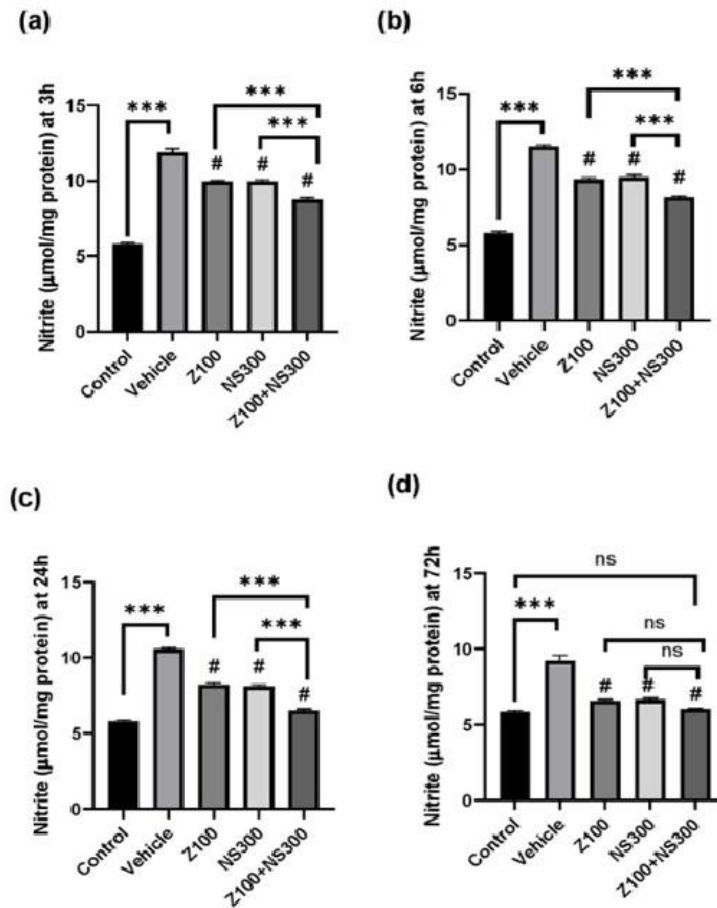 (a)
Nitrite (µmol/mg protein) at 3h
15
10
5
0
***
***
***
#
#
#
Control
Vehicle
Z100
NS300
Z100+NS300
(b)
Nitrite (µmol/mg protein) at 6h
15
10
5
0
***
***
***
#
#
#
Control
Vehicle
Z100
NS300
Z100+NS300
(c)
Nitrite (µmol/mg protein) at 24h
15
10
5
0
***
***
***
#
#
#
Control
Vehicle
Z100
NS300
Z100+NS300
(d)
Nitrite (µmol/mg protein) at 72h
15
10
5
0
ns
***
ns
ns
#
#
#
Control
Vehicle
Z100
NS300
Z100+NS300